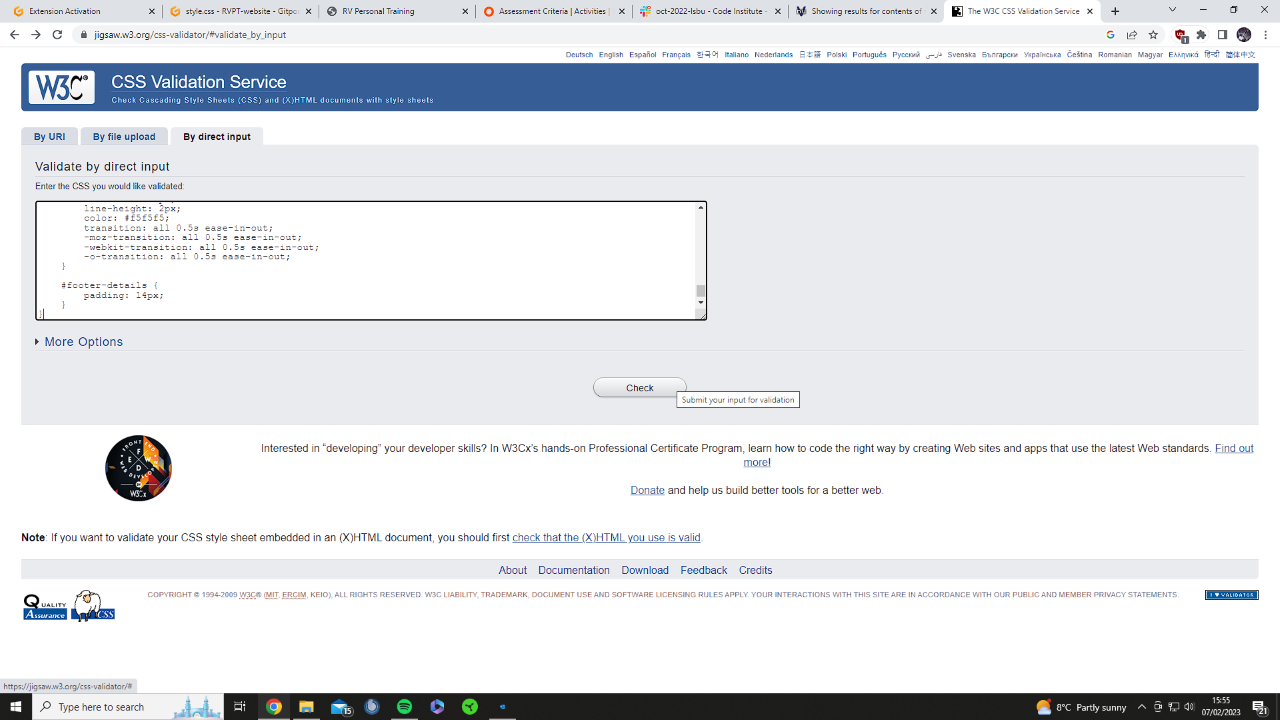 Extension Activation
style.css - RVPT-website - Gitpo
RV Personal Training
Assessment Criteria | Activities |
oct-2022-lsbu - Code Institute -
Showing results for contents of
The W3C CSS Validation Service
jigsaw.w3.org/css-validator/#validate_by_input
1
Deutsch English Español Français 한국어 Italiano Nederlands 日本語 Polski Português Русский فارسی Svenska Български Українська Čeština Romanian Magyar Ελληνικά हिन्दी 简体中文
W3C®
CSS Validation Service
Check Cascading Style Sheets (CSS) and (X)HTML documents with style sheets
By URI
By file upload
By direct input
Validate by direct input
Enter the CSS you would like validated:
line-height: 2px;
color: #f5f5f5;
transition: all 0.5s ease-in-out;
-moz-transition: all 0.5s ease-in-out;
-webkit-transition: all 0.5s ease-in-out;
-o-transition: all 0.5s ease-in-out;
}
#footer-details {
padding: 14px;
}
}
More Options
Check
Submit your input for validation
W3Cx
Interested in “developing” your developer skills? In W3Cx's hands-on Professional Certificate Program, learn how to code the right way by creating Web sites and apps that use the latest Web standards. Find out
more!
Donate and help us build better tools for a better web.
Note: If you want to validate your CSS style sheet embedded in an (X)HTML document, you should first check that the (X)HTML you use is valid.
About Documentation Download Feedback Credits
Quality
Assurance
CSS
COPYRIGHT © 1994-2009 W3C® (MIT, ERCIM, KEIO), ALL RIGHTS RESERVED. W3C LIABILITY, TRADEMARK, DOCUMENT USE AND SOFTWARE LICENSING RULES APPLY. YOUR INTERACTIONS WITH THIS SITE ARE IN ACCORDANCE WITH OUR PUBLIC AND MEMBER PRIVACY STATEMENTS.
I ♥ VALIDATOR
https://jigsaw.w3.org/css-validator/#
Type here to search
15
8°C Partly sunny
15:55
07/02/2023
21